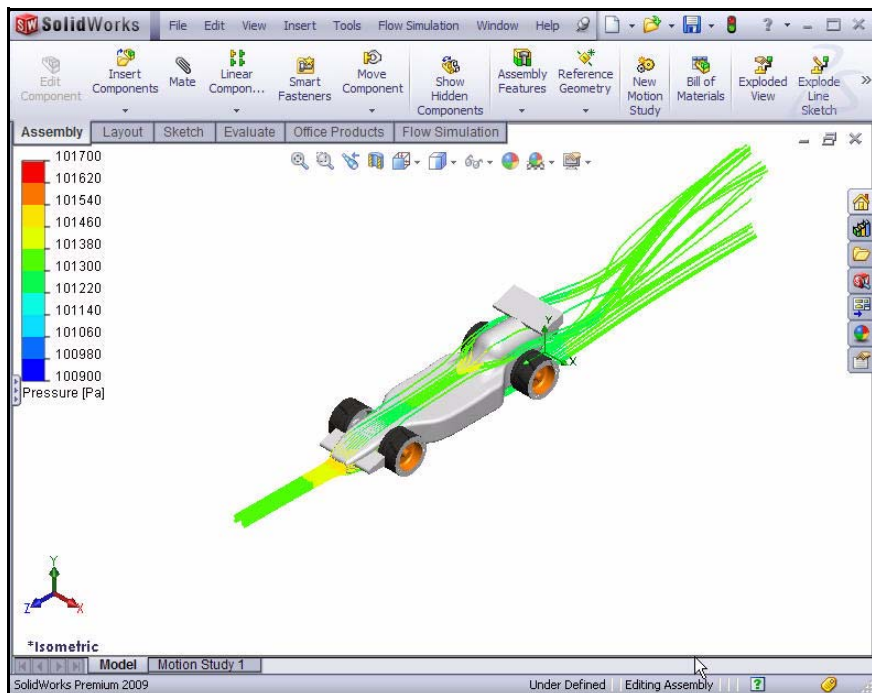 SolidWorks File Edit View Insert Tools Flow Simulation Window Help ?
Edit Component
Insert Components
Mate
Linear Compon...
Smart Fasteners
Move Component
Show Hidden Components
Assembly Features
Reference Geometry
New Motion Study
Bill of Materials
Exploded View
Explode Line Sketch
Assembly Layout Sketch Evaluate Office Products Flow Simulation
101700
101620
101540
101460
101380
101300
101220
101140
101060
100980
100900
Pressure [Pa]
Y
X
Y
Z X
*Isometric
Model Motion Study 1
SolidWorks Premium 2009 Under Defined Editing Assembly ?